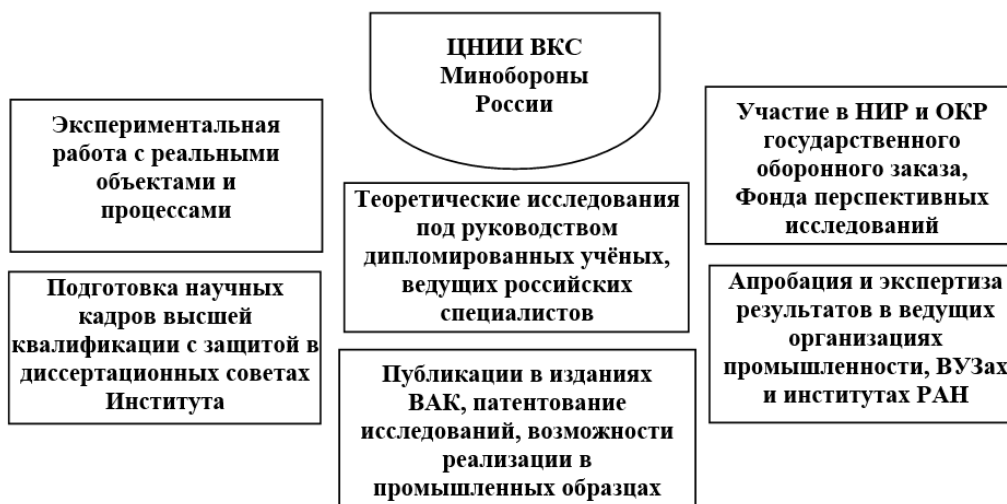 ЦНИИ ВКС
Минобороны
России
Экспериментальная
работа с реальными
объектами и
процессами
Теоретические исследования
под руководством
дипломированных учёных,
ведущих российских
специалистов
Участие в НИР и ОКР
государственного
оборонного заказа,
Фонда перспективных
исследований
Подготовка научных
кадров высшей
квалификации с защитой в
диссертационных советах
Института
Публикации в изданиях
ВАК, патентование
исследований, возможности
реализации в
промышленных образцах
Апробация и экспертиза
результатов в ведущих
организациях
промышленности, ВУЗах
и институтах РАН